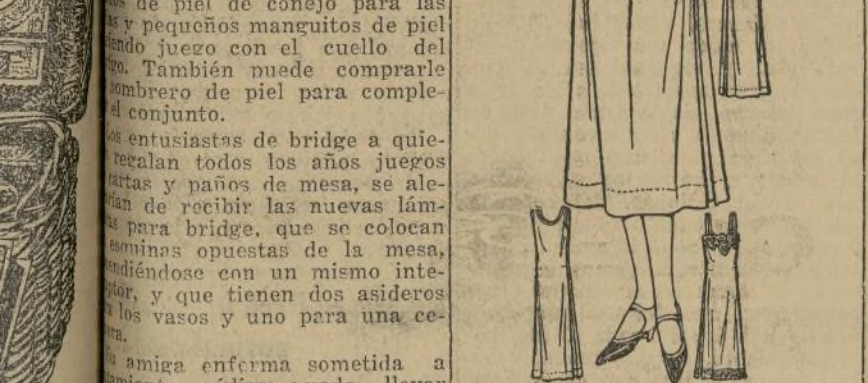 de piel de conejo para las
y pequeños manguitos de piel
juego con el cuello del
También puede comprarle
sombrero de piel para comple-
el conjunto.
Los entusiastas de bridge a quie-
regalan todos los años juegos
cartas y paños de mesa, se ale-
de recibir las nuevas lám-
para bridge, que se colocan
esquinas opuestas de la mesa,
con un mismo inte-
y que tienen dos asideros
los vasos y uno para una ce-
amiga enferma sometida a